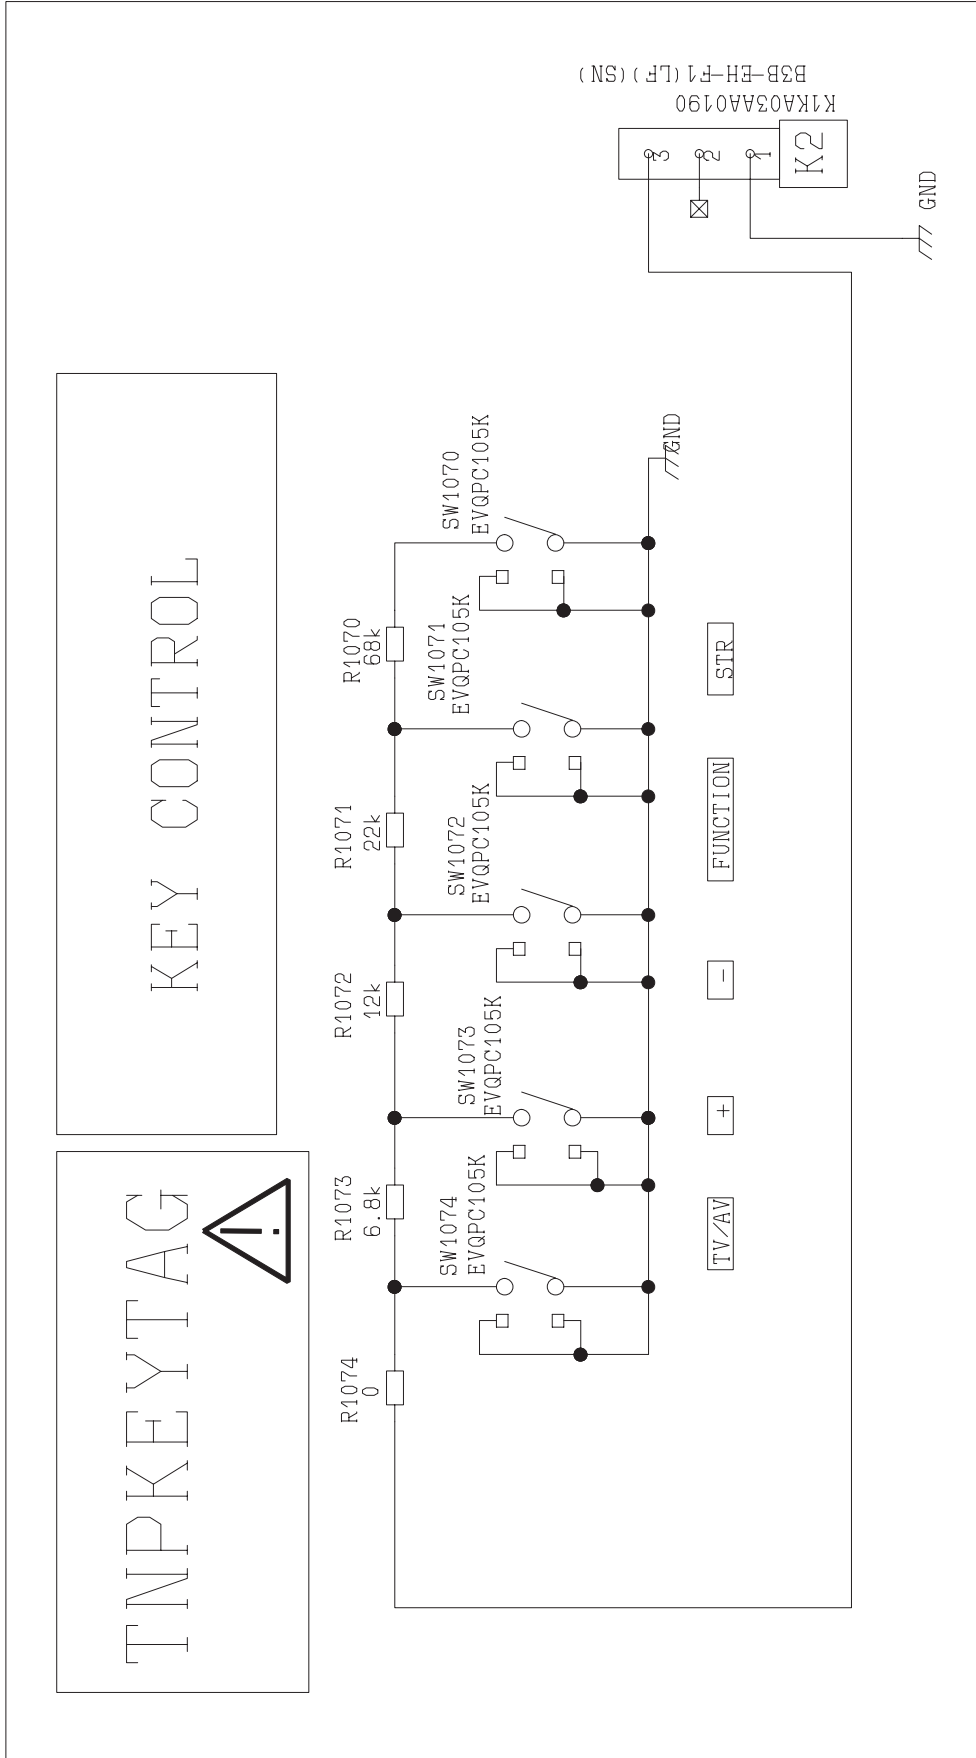 TNPKEYTAG
KEY CONTROL
!
R1074
0
R1073
6.8k
R1072
12k
R1071
22k
R1070
68k
SW1074
EVQPC105K
SW1073
EVQPC105K
SW1072
EVQPC105K
SW1071
EVQPC105K
SW1070
EVQPC105K
GND
TV/AV
+
-
FUNCTION
STR
K1KA03AA0190
B3B-EH-F1(LF)(SN)
3
2
1
K2
GND